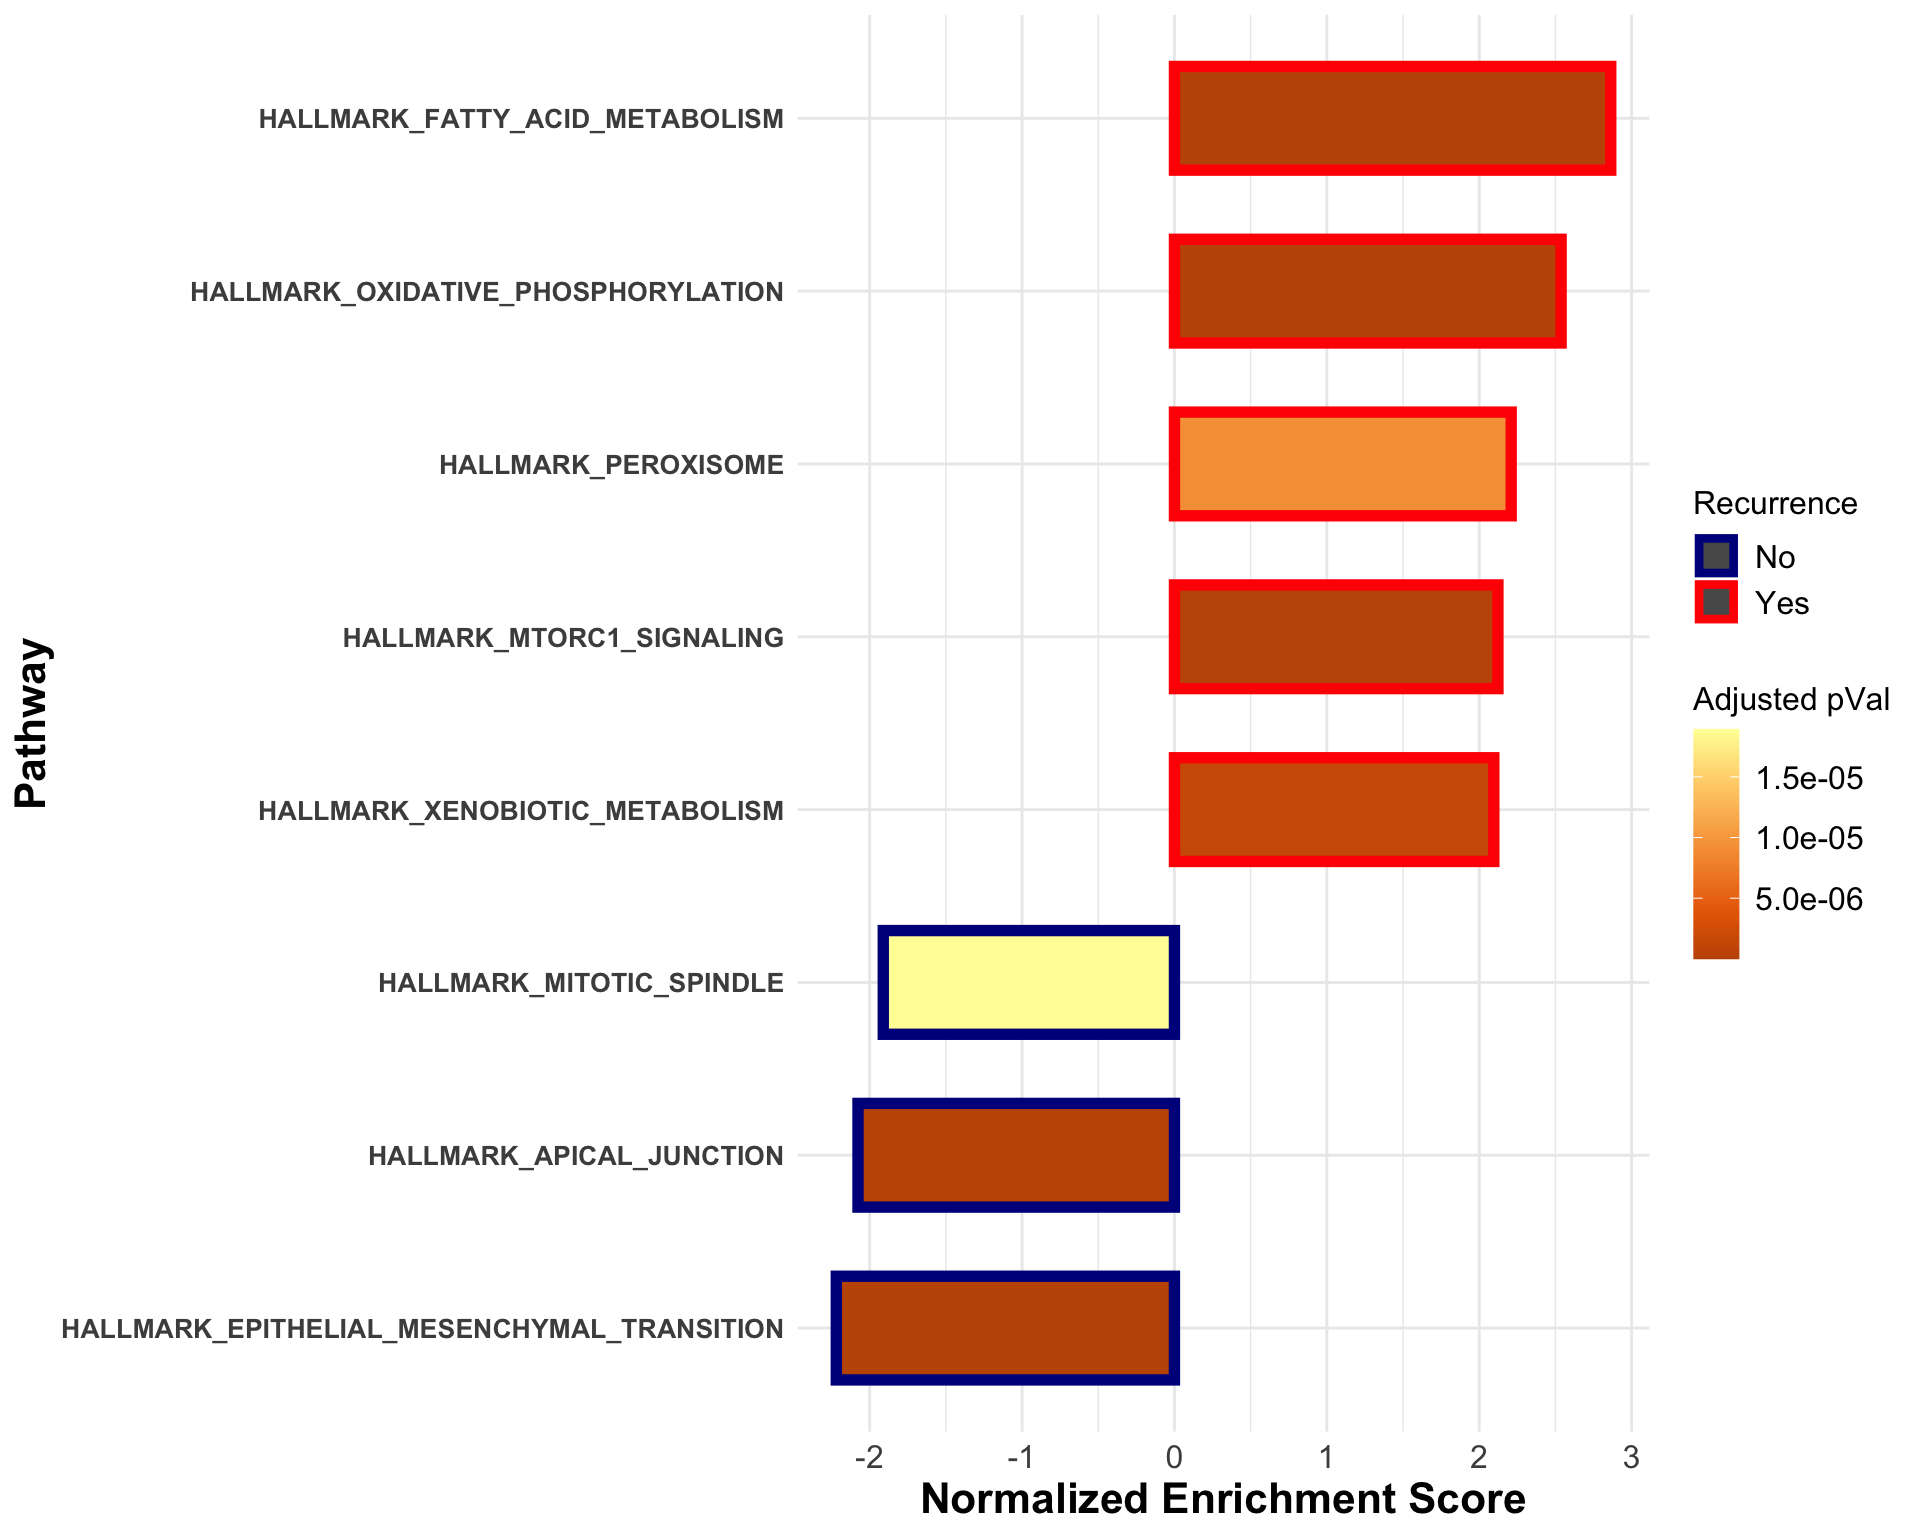 HALLMARK_FATTY_ACID_METABOLISM
HALLMARK_OXIDATIVE_PHOSPHORYLATION
HALLMARK_PEROXISOME
HALLMARK_MTORC1_SIGNALING
HALLMARK_XENOBIOTIC_METABOLISM
HALLMARK_MITOTIC_SPINDLE
HALLMARK_APICAL_JUNCTION
HALLMARK_EPITHELIAL_MESENCHYMAL_TRANSITION
Pathway
-2 -1 0 1 2 3
Normalized Enrichment Score
Recurrence
No
Yes
Adjusted pVal
1.5e-05
1.0e-05
5.0e-06